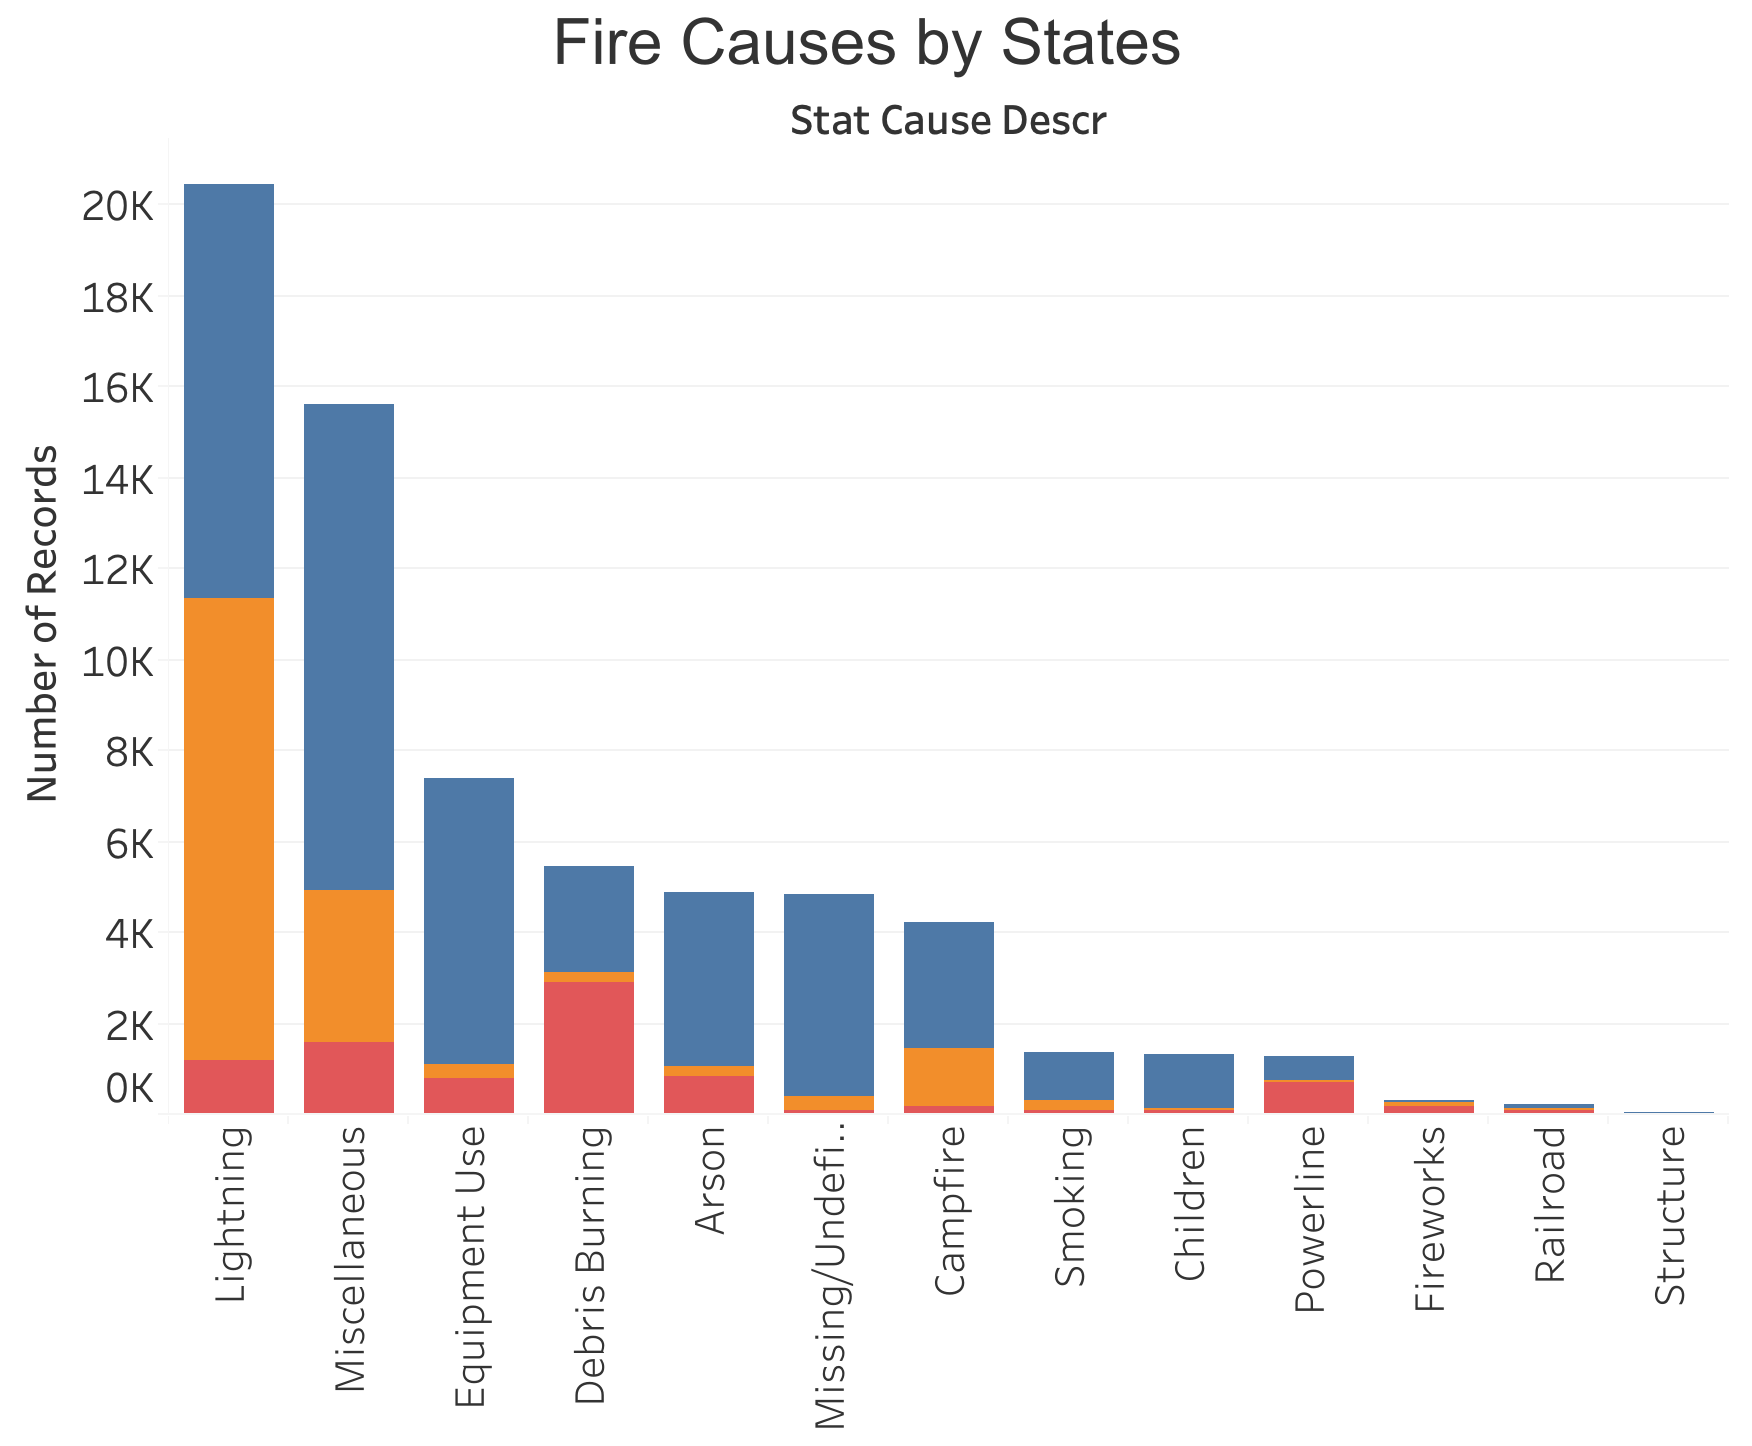 Fire Causes by States
Stat Cause Descr
Number of Records
20K
18K
16K
14K
12K
10K
8K
6K
4K
2K
0K
Lightning
Miscellaneous
Equipment Use
Debris Burning
Arson
Missing/Undefi..
Campfire
Smoking
Children
Powerline
Fireworks
Railroad
Structure